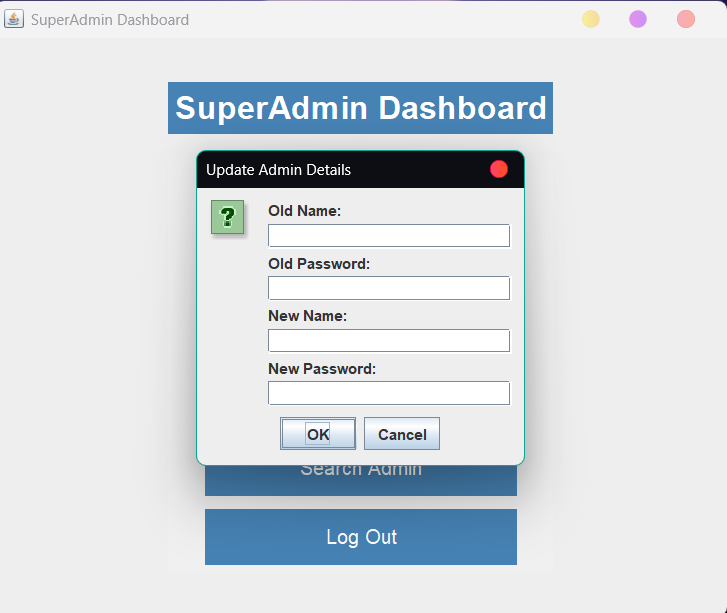 SuperAdmin Dashboard
SuperAdmin Dashboard
Update Admin Details
?
Old Name:
Old Password:
New Name:
New Password:
OK Cancel
Search Admin
Log Out